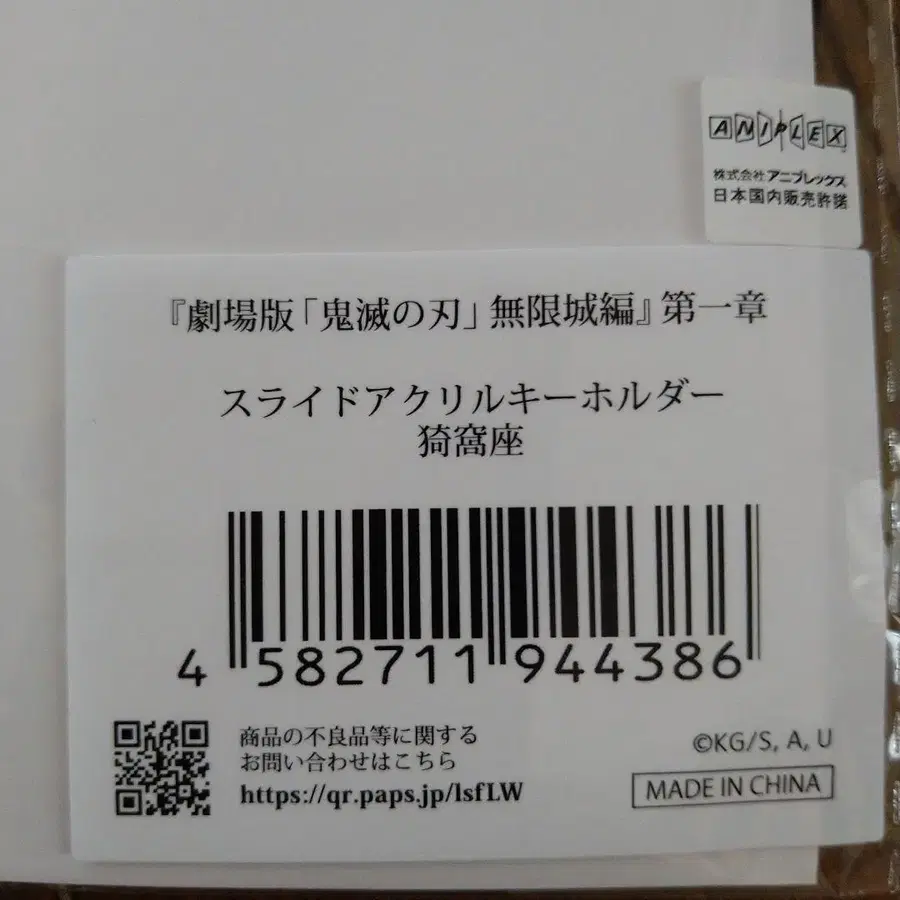 ANIPLEX
株式会社アニプレックス
日本国内販売許諾
『劇場版「鬼滅の刃」無限城編』第一章
スライドアクリルキーホルダー
猗窩座
4 582711 944386
商品の不良品等に関する
お問い合わせはこちら
https://qr.paps.jp/lsfLW
©KG/S, A, U
MADE IN CHINA